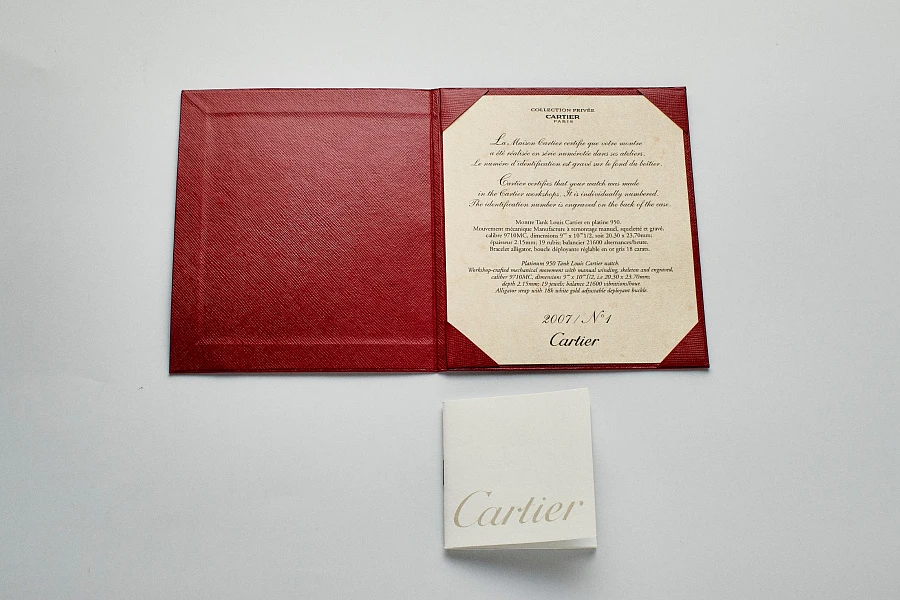 COLLECTION PRIVÉE
CARTIER
PARIS
La Maison Cartier certifie que votre montre
a été réalisée en série numérotée dans ses ateliers.
Le numéro d'identification est gravé sur le fond du boîtier.
Cartier certifies that your watch was made
in the Cartier workshops. It is individually numbered.
The identification number is engraved on the back of the case.
Montre Tank Louis Cartier en platine 950.
Mouvement mécanique Manufacture à remontage manuel, squeletté et gravé,
calibre 9710MC, dimensions 9''' x 10'''1/2, soit 20.30 x 23.70mm;
épaisseur 2.15mm; 19 rubis; balancier 21600 alternances/heure.
Bracelet alligator, boucle déployante réglable en or gris 18 carats.
Platinum 950 Tank Louis Cartier watch.
Workshop-crafted mechanical movement with manual winding, skeleton and engraved,
caliber 9710MC, dimensions 9''' x 10'''1/2, i.e 20.30 x 23.70mm;
depth 2.15mm; 19 jewels; balance 21600 vibrations/hour.
Alligator strap with 18k white gold adjustable deployant buckle.
2007 / N°1
Cartier
Cartier